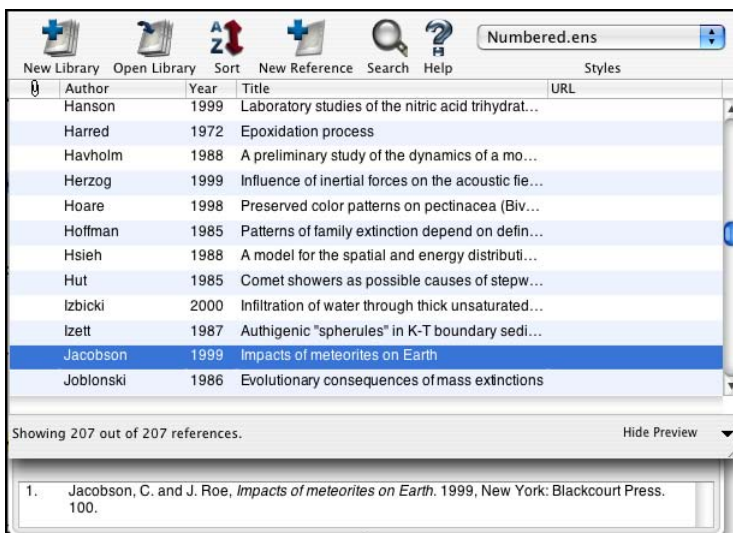 Numbered.ens
New Library Open Library Sort New Reference Search Help Styles
Author Year Title URL
Hanson 1999 Laboratory studies of the nitric acid trihydrat...
Harred 1972 Epoxidation process
Havholm 1988 A preliminary study of the dynamics of a mo...
Herzog 1999 Influence of inertial forces on the acoustic fie...
Hoare 1998 Preserved color patterns on pectinacea (Biv...
Hoffman 1985 Patterns of family extinction depend on defin...
Hsieh 1988 A model for the spatial and energy distributi...
Hut 1985 Comet showers as possible causes of stepw...
Izbicki 2000 Infiltration of water through thick unsaturated...
Izett 1987 Authigenic "spherules" in K-T boundary sedi...
Jacobson 1999 Impacts of meteorites on Earth
Joblonski 1986 Evolutionary consequences of mass extinctions
Showing 207 out of 207 references. Hide Preview
1. Jacobson, C. and J. Roe, Impacts of meteorites on Earth. 1999, New York: Blackcourt Press.
100.